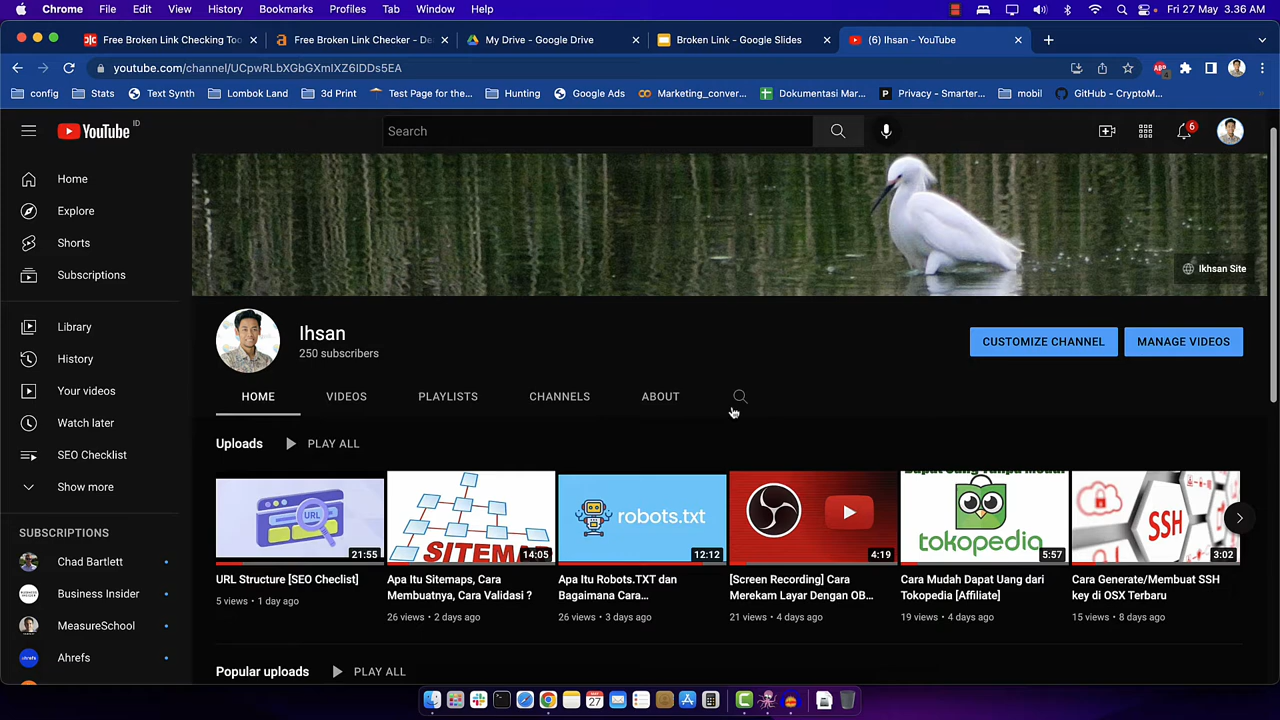 Chrome File Edit View History Bookmarks Profiles Tab Window Help Fri 27 May 3.36 AM
Free Broken Link Checking Too Free Broken Link Checker - De My Drive - Google Drive Broken Link - Google Slides (6) Ihsan - YouTube
youtube.com/channel/UCpwRLbXGbGXmIXZ6IDDs5EA
config Stats Text Synth Lombok Land 3d Print Test Page for the... Hunting Google Ads Marketing_conver... Dokumentasi Mar... Privacy - Smarter... mobil GitHub - CryptoM...
YouTube ID Search 6
Home
Explore
Shorts
Subscriptions
Library
History
Your videos
Watch later
SEO Checklist
Show more
SUBSCRIPTIONS
Chad Bartlett
Business Insider
MeasureSchool
Ahrefs
Ikhsan Site
Ihsan
250 subscribers
CUSTOMIZE CHANNEL MANAGE VIDEOS
HOME VIDEOS PLAYLISTS CHANNELS ABOUT
Uploads PLAY ALL
URL
21:55
URL Structure [SEO Checlist]
5 views • 1 day ago
SITEM
14:05
Apa Itu Sitemaps, Cara
Membuatnya, Cara Validasi ?
26 views • 2 days ago
robots.txt
12:12
Apa Itu Robots.TXT dan
Bagaimana Cara...
26 views • 3 days ago
4:19
[Screen Recording] Cara
Merekam Layar Dengan OB...
21 views • 4 days ago
Dapat Uang Tanpa Modal
tokopedia
5:57
Cara Mudah Dapat Uang dari
Tokopedia [Affiliate]
19 views • 4 days ago
SSH
3:02
Cara Generate/Membuat SSH
key di OSX Terbaru
15 views • 8 days ago
Popular uploads PLAY ALL